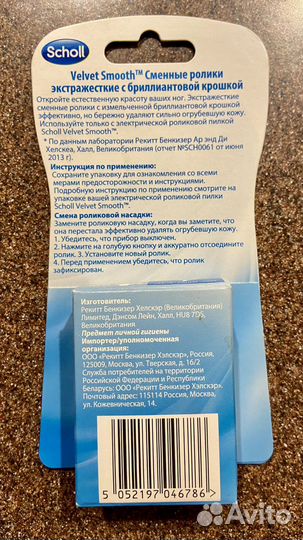 Scholl
Velvet Smooth™ Сменные ролики
экстражесткие с бриллиантовой крошкой
Откройте естественную красоту ваших ног. Экстражесткие
сменные ролики с измельченной бриллиантовой крошкой
эффективно, но бережно удаляют сильно огрубевшую кожу.
Используйте только с электрической роликовой пилкой
Scholl Velvet Smooth™.
* По данным лаборатории Рекитт Бенкизер Ар энд Ди
Хелскеа, Халл, Великобритания (отчет №SCH0061 от июня
2013 г.)
Инструкция по применению:
Сохраните упаковку для ознакомления со всеми
мерами предосторожности и инструкциями.
Подробную инструкцию по применению смотрите на
упаковке вашей электрической роликовой пилки
Scholl Velvet Smooth.
Смена роликовой насадки:
Замените роликовую насадку, когда вы заметите, что
она перестает эффективно удалять огрубевшую кожу.
1. Убедитесь, что прибор выключен.
2. Нажмите на голубую кнопку и аккуратно отсоедините
ролик. 3. Установите новый ролик.
4. Перед применением убедитесь, что ролик
зафиксирован.
Изготовитель:
Рекитт Бенкизер Хелскэр (Великобритания)
Лимитед, Дэнсом Лейн, Халл, HU8 7DS,
Великобритания.
Предмет личной гигиены
Импортер/уполномоченная
организация:
ООО «Рекитт Бенкизер Хэлскэр», Россия,
125009, Москва, ул. Тверская, д. 16/2
Служба потребителей на территории
Российской Федерации и Республики
Беларусь: ООО «Рекитт Бенкизер Хэлскэр».
Почтовый адрес: 115114 Россия, Москва,
ул. Кожевническая, 14.
5 052197 046786 >
Avito